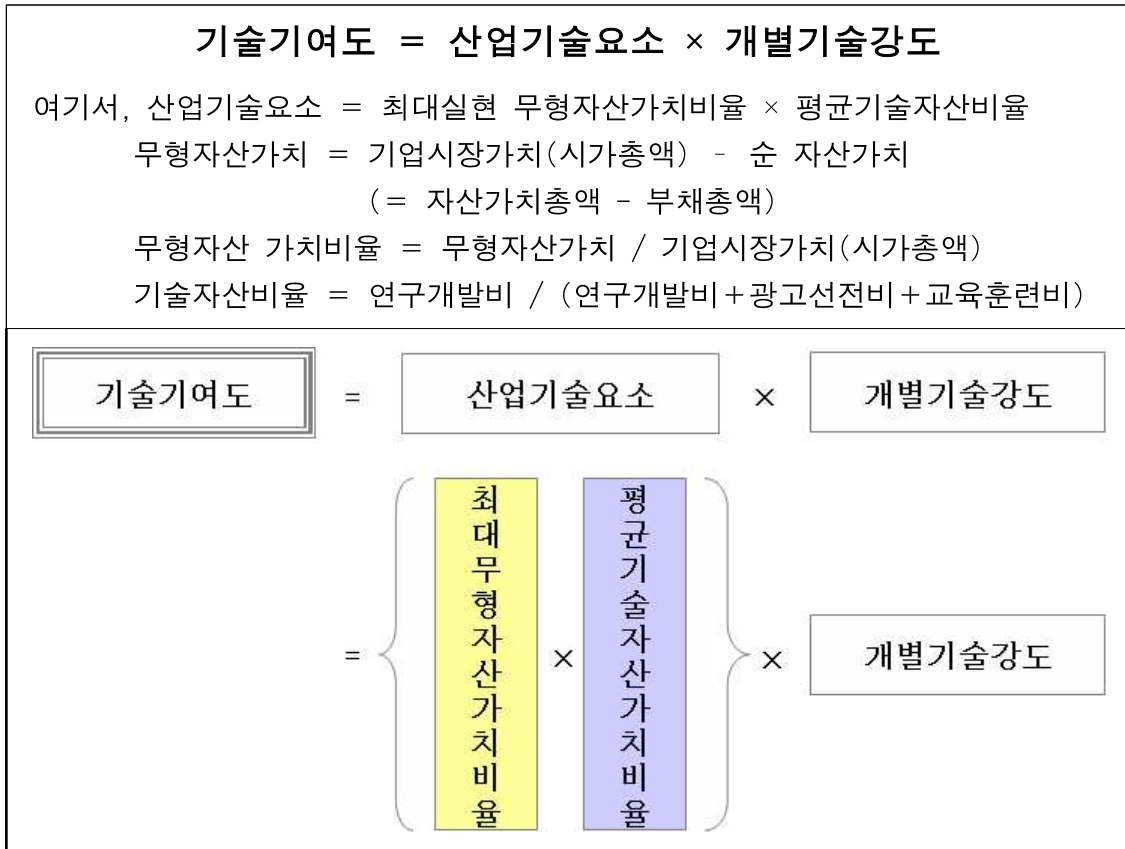 기술기여도 = 산업기술요소 × 개별기술강도
여기서, 산업기술요소 = 최대실현 무형자산가치비율 × 평균기술자산비율
무형자산가치 = 기업시장가치(시가총액) - 순 자산가치
(= 자산가치총액 - 부채총액)
무형자산 가치비율 = 무형자산가치 / 기업시장가치(시가총액)
기술자산비율 = 연구개발비 / (연구개발비+광고선전비+교육훈련비)
기술기여도 = 산업기술요소 × 개별기술강도
= { 최대무형자산가치비율 × 평균기술자산가치비율 } × 개별기술강도